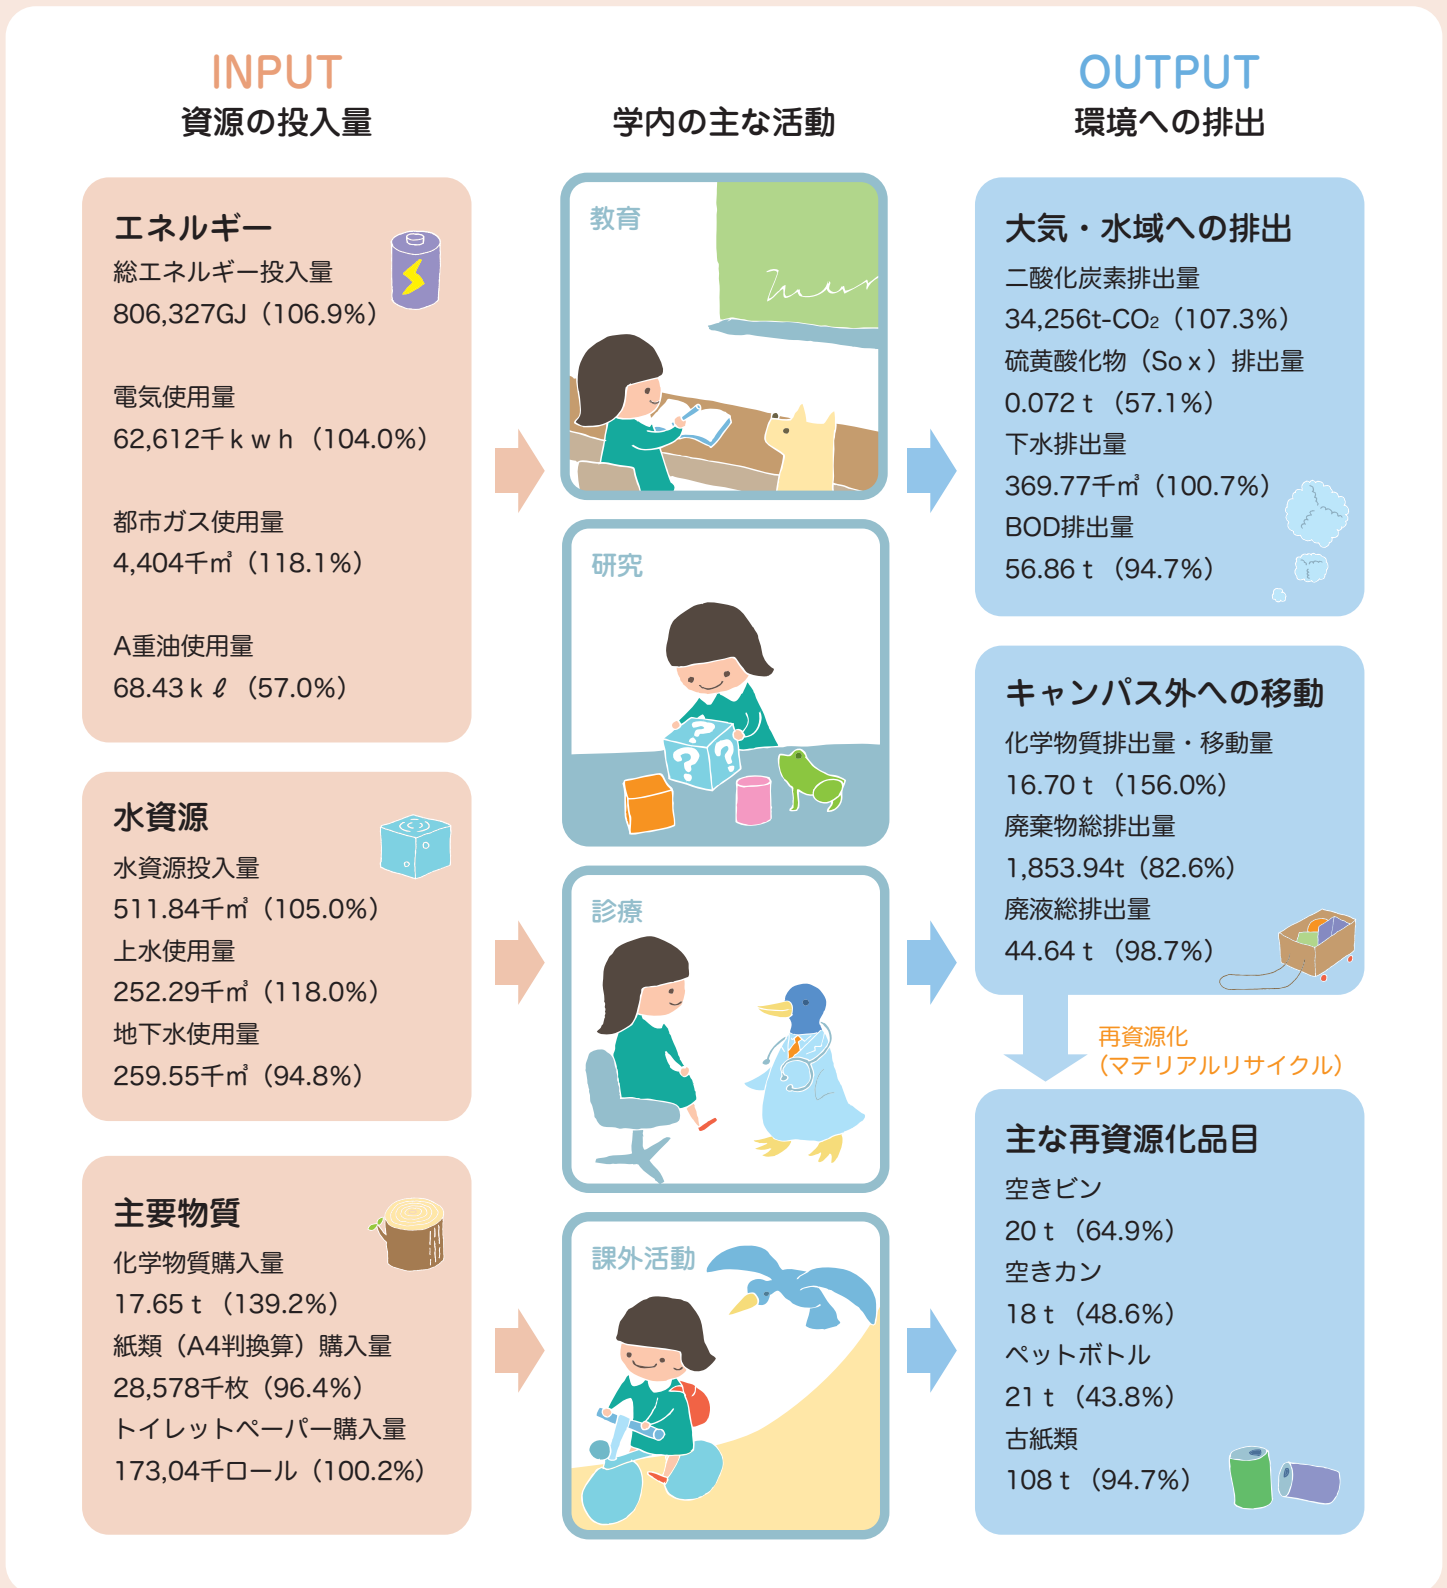 INPUT
資源の投入量
エネルギー
総エネルギー投入量
806,327GJ（106.9%）
電気使用量
62,612千ｋｗｈ（104.0%）
都市ガス使用量
4,404千㎥（118.1%）
A重油使用量
68.43ｋℓ（57.0%）
水資源
水資源投入量
511.84千㎥（105.0%）
上水使用量
252.29千㎥（118.0%）
地下水使用量
259.55千㎥（94.8%）
主要物質
化学物質購入量
17.65ｔ（139.2%）
紙類（A4判換算）購入量
28,578千枚（96.4%）
トイレットペーパー購入量
173,04千ロール（100.2%）
学内の主な活動
教育
研究
? ? ?
診療
課外活動
OUTPUT
環境への排出
大気・水域への排出
二酸化炭素排出量
34,256t-CO₂（107.3%）
硫黄酸化物（Soｘ）排出量
0.072ｔ（57.1%）
下水排出量
369.77千㎥（100.7%）
BOD排出量
56.86ｔ（94.7%）
キャンパス外への移動
化学物質排出量・移動量
16.70ｔ（156.0%）
廃棄物総排出量
1,853.94t（82.6%）
廃液総排出量
44.64ｔ（98.7%）
再資源化
（マテリアルリサイクル）
主な再資源化品目
空きビン
20ｔ（64.9%）
空きカン
18ｔ（48.6%）
ペットボトル
21ｔ（43.8%）
古紙類
108ｔ（94.7%）